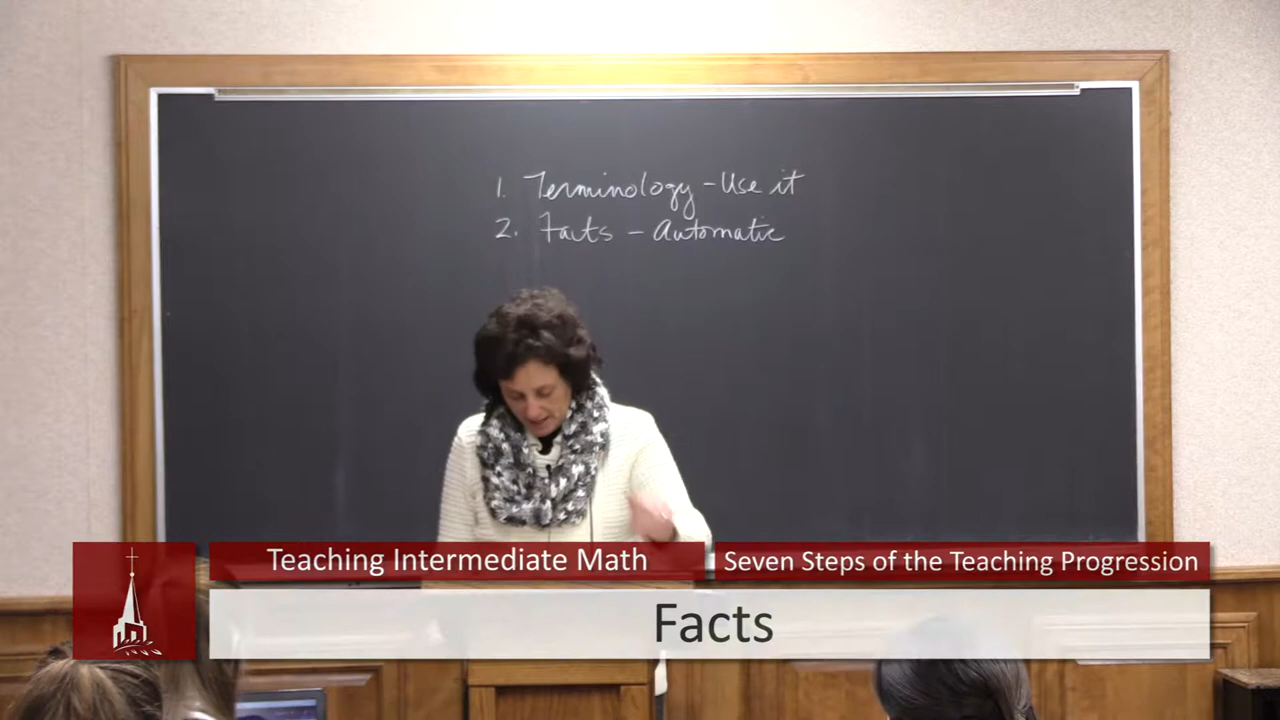 1. Terminology - Use it
2. Facts - Automatic
Teaching Intermediate Math
Seven Steps of the Teaching Progression
Facts